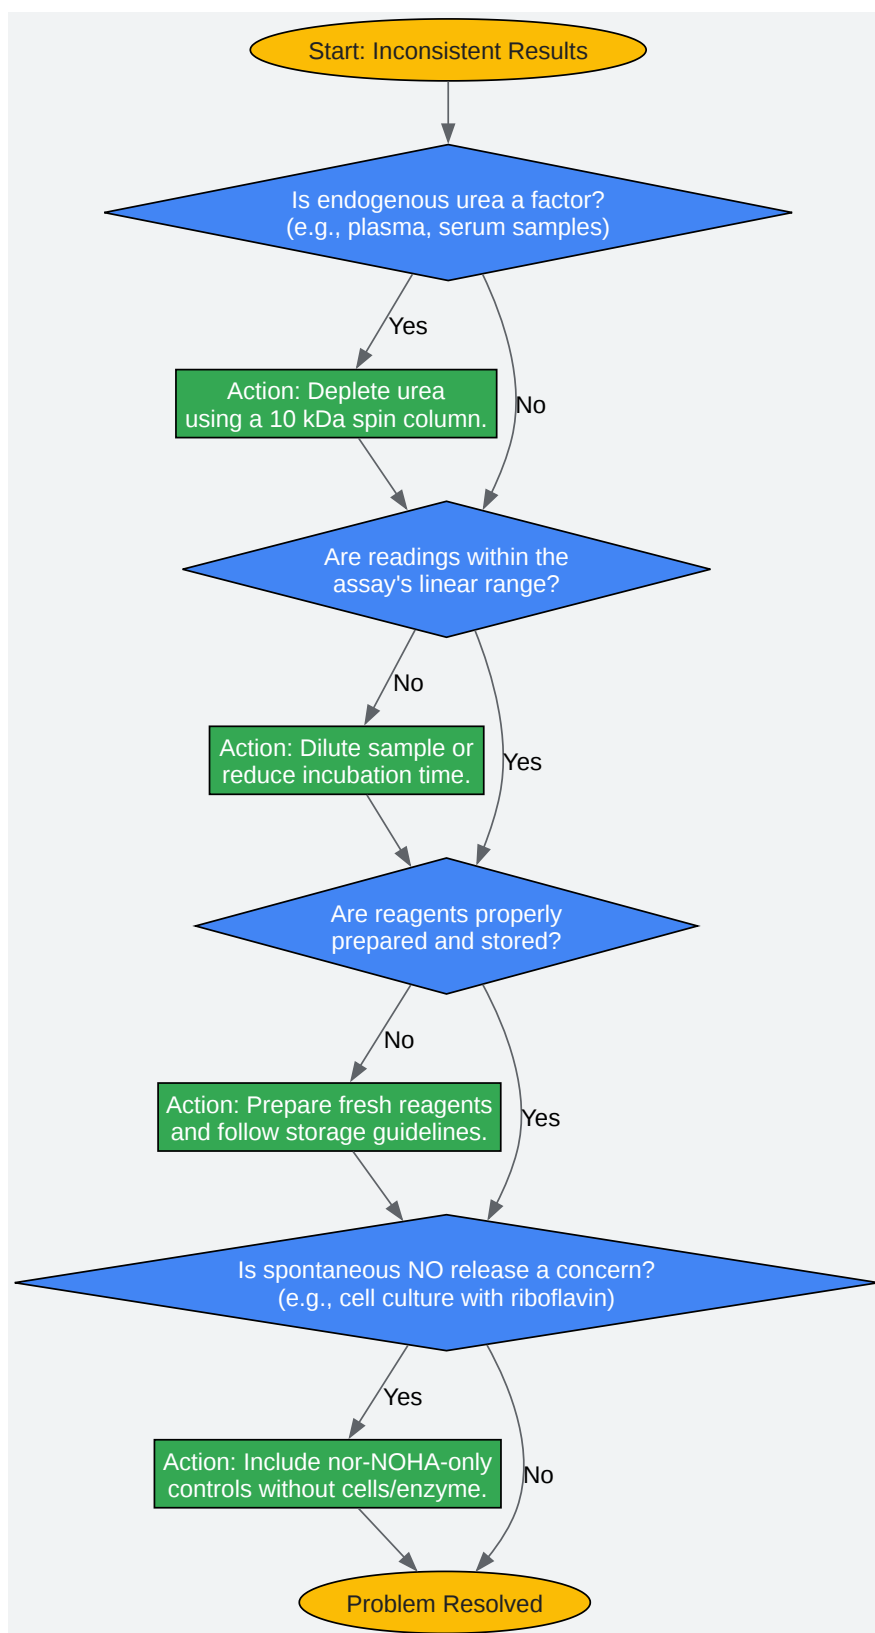 Start: Inconsistent Results
Is endogenous urea a factor?
(e.g., plasma, serum samples)
Yes
Action: Deplete urea
using a 10 kDa spin column.
No
Are readings within the
assay's linear range?
No
Action: Dilute sample or
reduce incubation time.
Yes
Are reagents properly
prepared and stored?
No
Action: Prepare fresh reagents
and follow storage guidelines.
Yes
Is spontaneous NO release a concern?
(e.g., cell culture with riboflavin)
Yes
Action: Include nor-NOHA-only
controls without cells/enzyme.
No
Problem Resolved